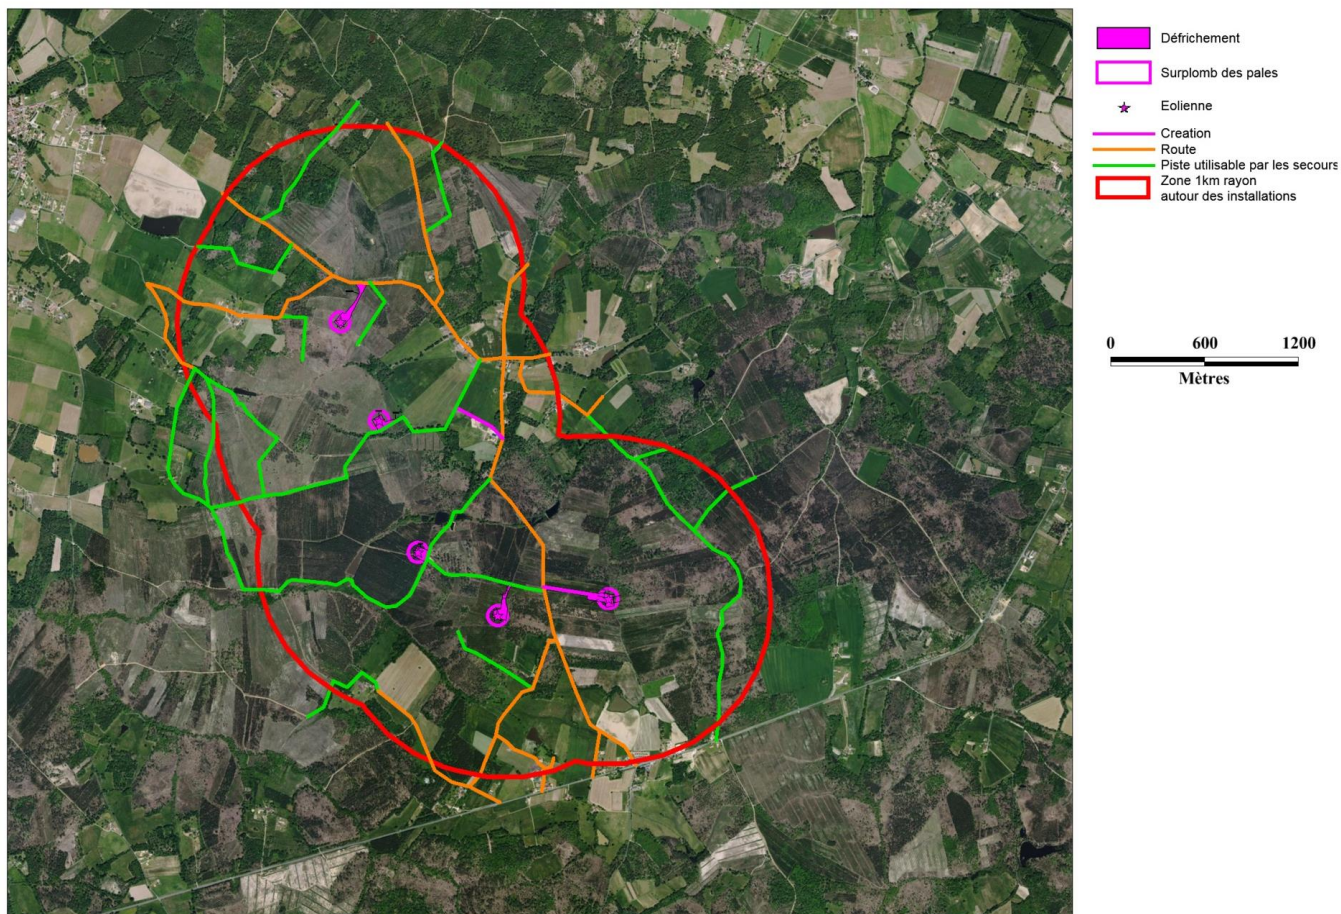 Défrichement
Surplomb des pales
Eolienne
Creation
Route
Piste utilisable par les secours
Zone 1km rayon
autour des installations
0 600 1200
Mètres